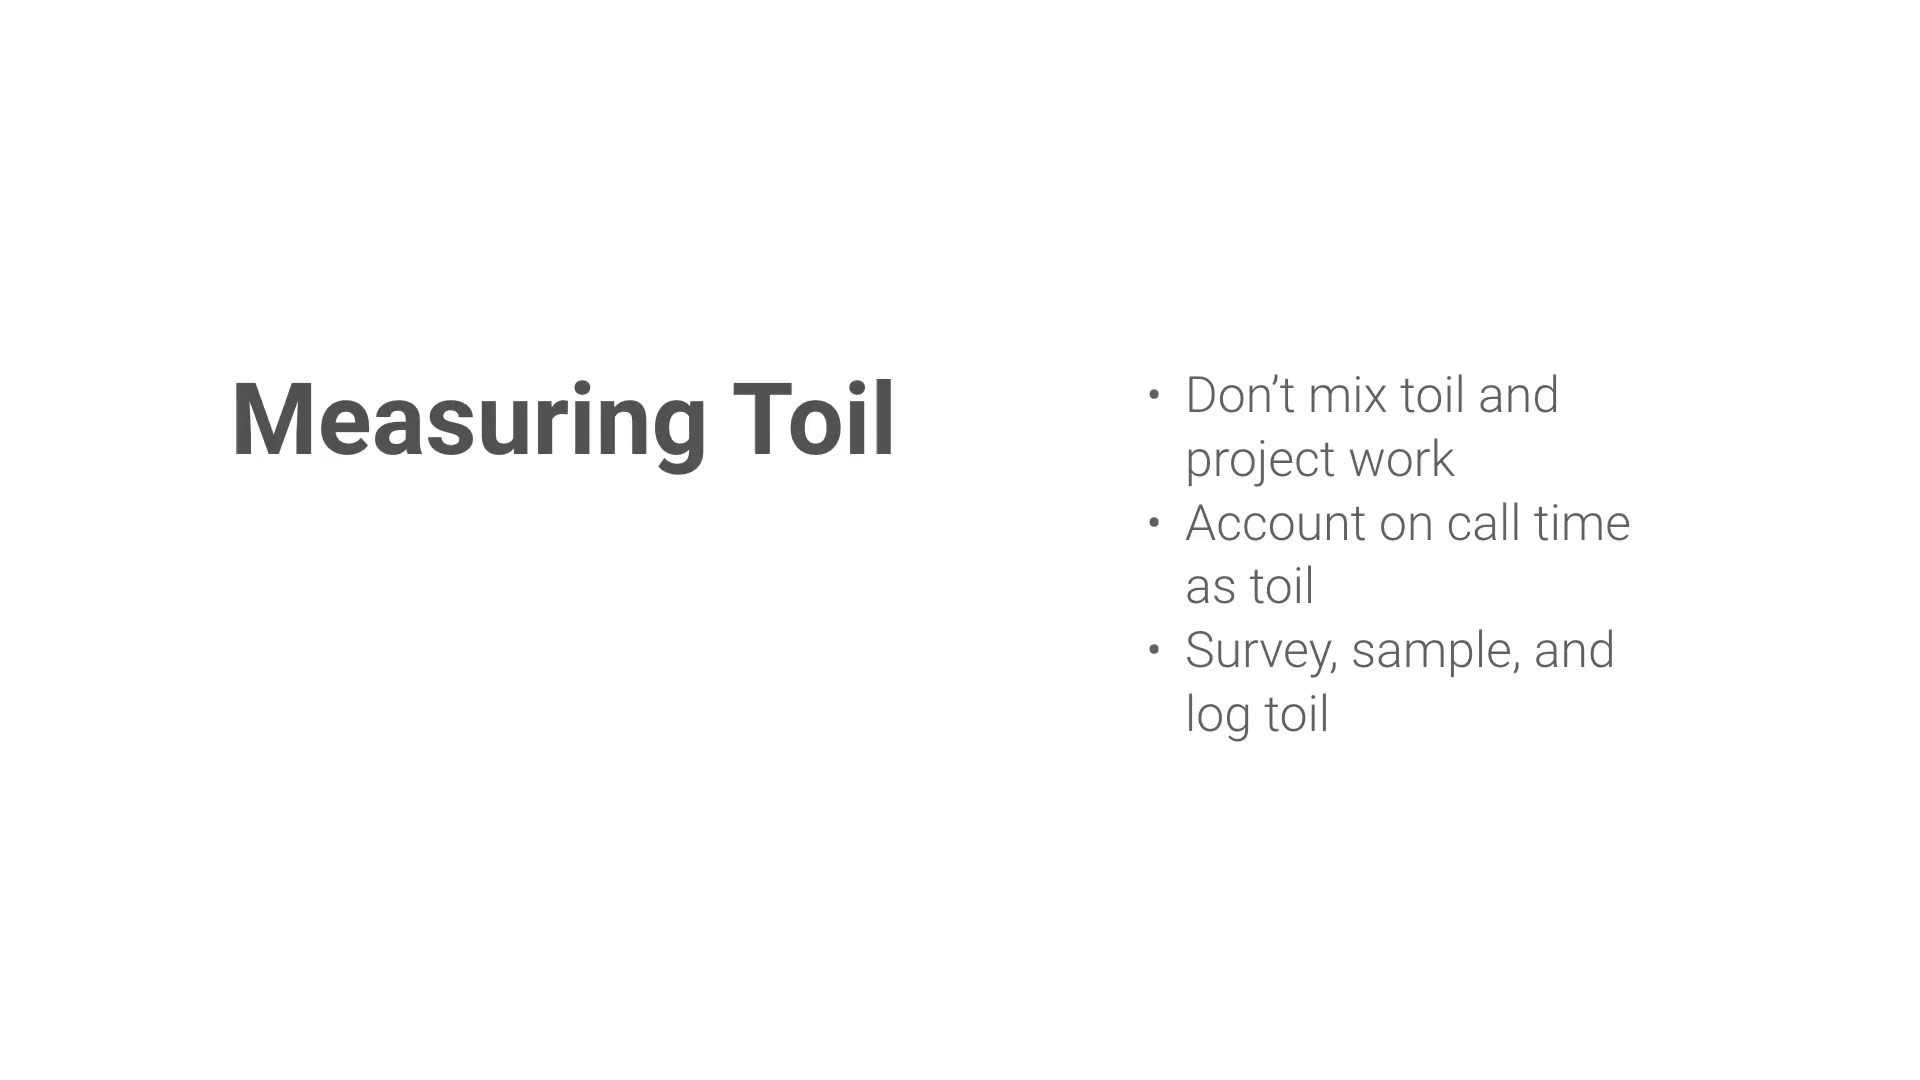 Measuring Toil
• Don’t mix toil and
project work
• Account on call time
as toil
• Survey, sample, and
log toil